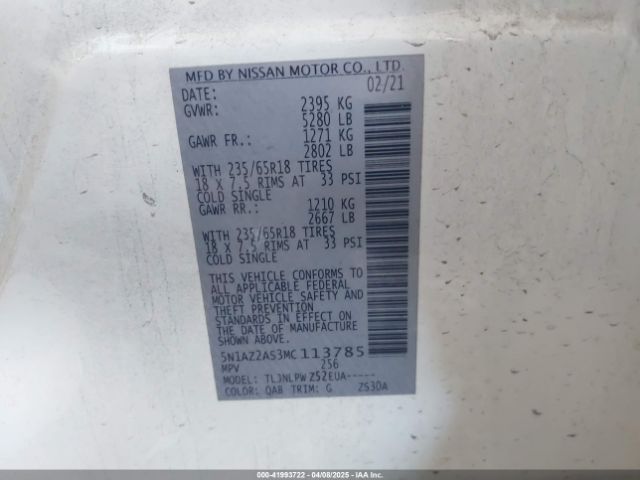 MFD BY NISSAN MOTOR CO., LTD.
DATE: 02/21
GVWR: 2395 KG
5280 LB
GAWR FR.: 1271 KG
2802 LB
WITH 235/65R18 TIRES
18 X 7.5 RIMS AT 33 PSI
COLD SINGLE
GAWR RR.: 1210 KG
2667 LB
WITH 235/65R18 TIRES
18 X 7.5 RIMS AT 33 PSI
COLD SINGLE
THIS VEHICLE CONFORMS TO
ALL APPLICABLE FEDERAL
MOTOR VEHICLE SAFETY AND
THEFT PREVENTION
STANDARDS IN EFFECT ON
THE DATE OF MANUFACTURE
SHOWN ABOVE.
5N1AZ2AS3MC113785
MPV 256
MODEL: TLJNLPWZ52EUA-----
COLOR: QAB TRIM: G ZS30A
000-41993722 - 04/08/2025 - IAAI.CA